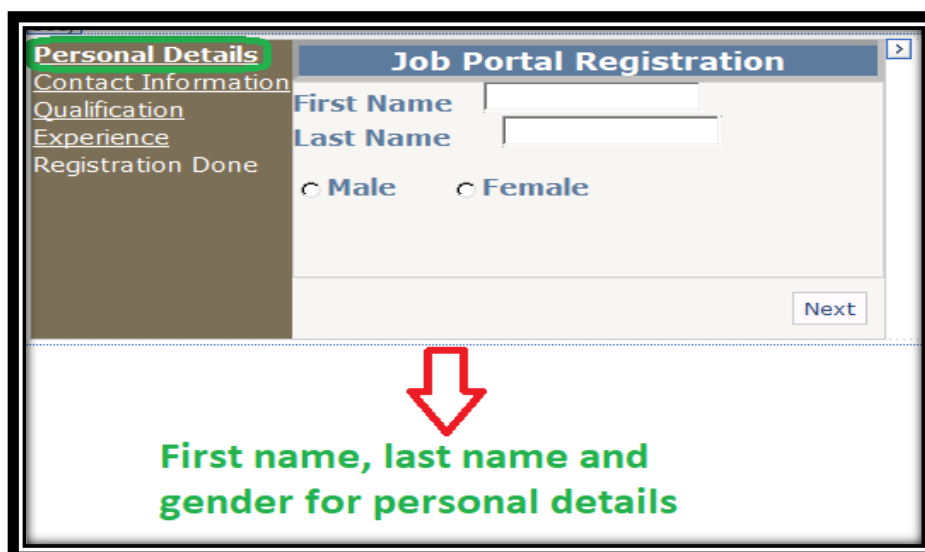 Personal Details
Contact Information
Qualification
Experience
Registration Done
Job Portal Registration
First Name
Last Name
Male Female
Next
First name, last name and
gender for personal details